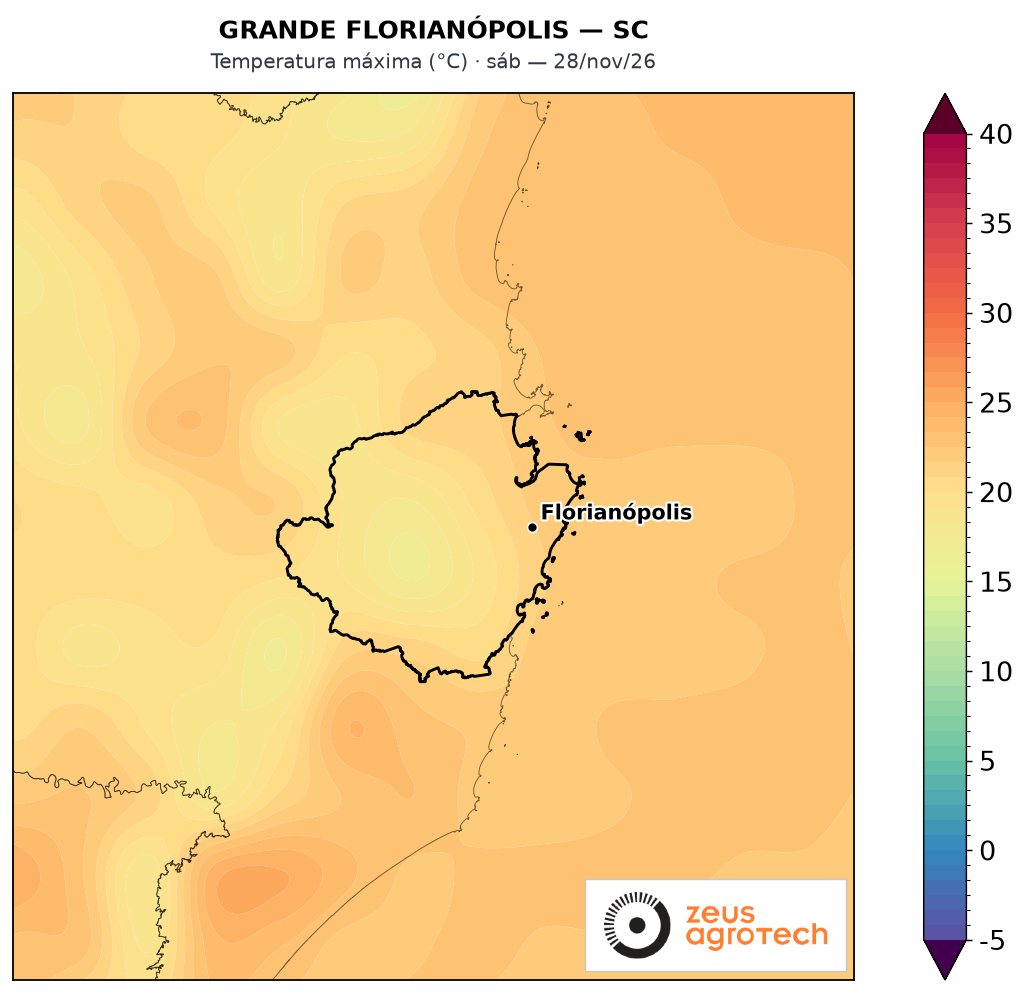 GRANDE FLORIANÓPOLIS — SC
Temperatura máxima (°C) · sáb — 28/nov/26
40
35
30
25
20
15
10
5
0
-5
Florianópolis
zeus
agrotech